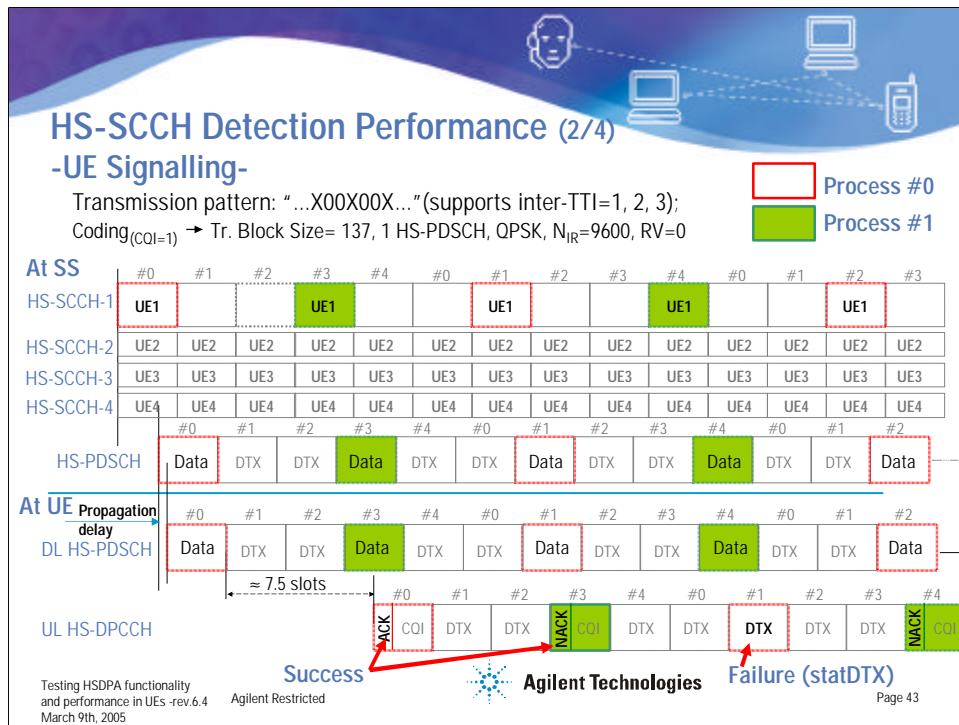 HS-SCCH Detection Performance (2/4)
-UE Signalling-
Transmission pattern: "...X00X00X..."(supports inter-TTI=1, 2, 3);
Coding(CQI=1) → Tr. Block Size= 137, 1 HS-PDSCH, QPSK, NIR=9600, RV=0
Process #0
Process #1
At SS
#0 #1 #2 #3 #4 #0 #1 #2 #3 #4 #0 #1 #2 #3
HS-SCCH-1 UE1 UE1 UE1 UE1 UE1
HS-SCCH-2 UE2 UE2 UE2 UE2 UE2 UE2 UE2 UE2 UE2 UE2 UE2 UE2 UE2 UE2
HS-SCCH-3 UE3 UE3 UE3 UE3 UE3 UE3 UE3 UE3 UE3 UE3 UE3 UE3 UE3 UE3
HS-SCCH-4 UE4 UE4 UE4 UE4 UE4 UE4 UE4 UE4 UE4 UE4 UE4 UE4 UE4 UE4
#0 #1 #2 #3 #4 #0 #1 #2 #3 #4 #0 #1 #2
HS-PDSCH Data DTX DTX Data DTX DTX Data DTX DTX Data DTX DTX Data
At UE Propagation
delay
#0 #1 #2 #3 #4 #0 #1 #2 #3 #4 #0 #1 #2
DL HS-PDSCH Data DTX DTX Data DTX DTX Data DTX DTX Data DTX DTX Data
≈ 7.5 slots
#0 #1 #2 #3 #4 #0 #1 #2 #3 #4
UL HS-DPCCH ACK CQI DTX DTX NACK CQI DTX DTX DTX DTX DTX NACK CQI
Success
Failure (statDTX)
Agilent Technologies
Testing HSDPA functionality
and performance in UEs -rev.6.4
March 9th, 2005
Agilent Restricted
Page 43